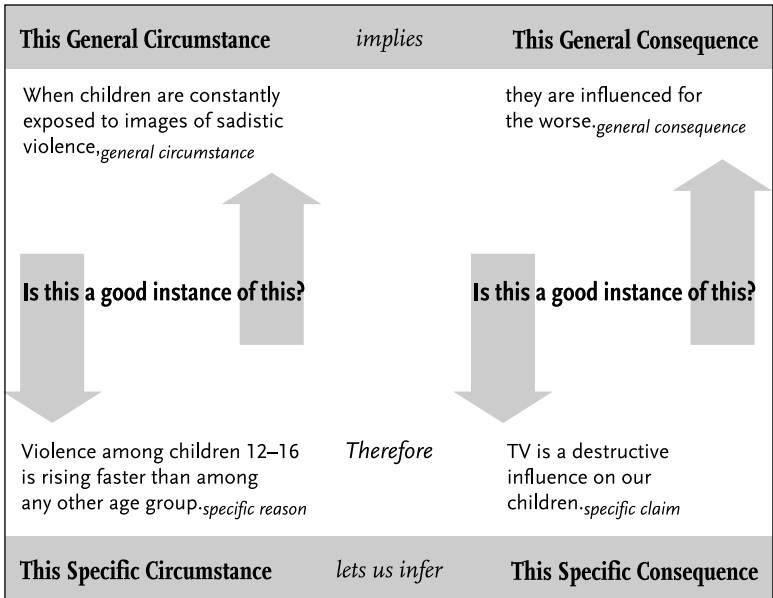 This General Circumstance implies This General Consequence
When children are constantly
exposed to images of sadistic
violence,general circumstance
they are influenced for
the worse.general consequence
Is this a good instance of this?
Is this a good instance of this?
Violence among children 12–16
is rising faster than among
any other age group.specific reason
Therefore
TV is a destructive
influence on our
children.specific claim
This Specific Circumstance lets us infer This Specific Consequence